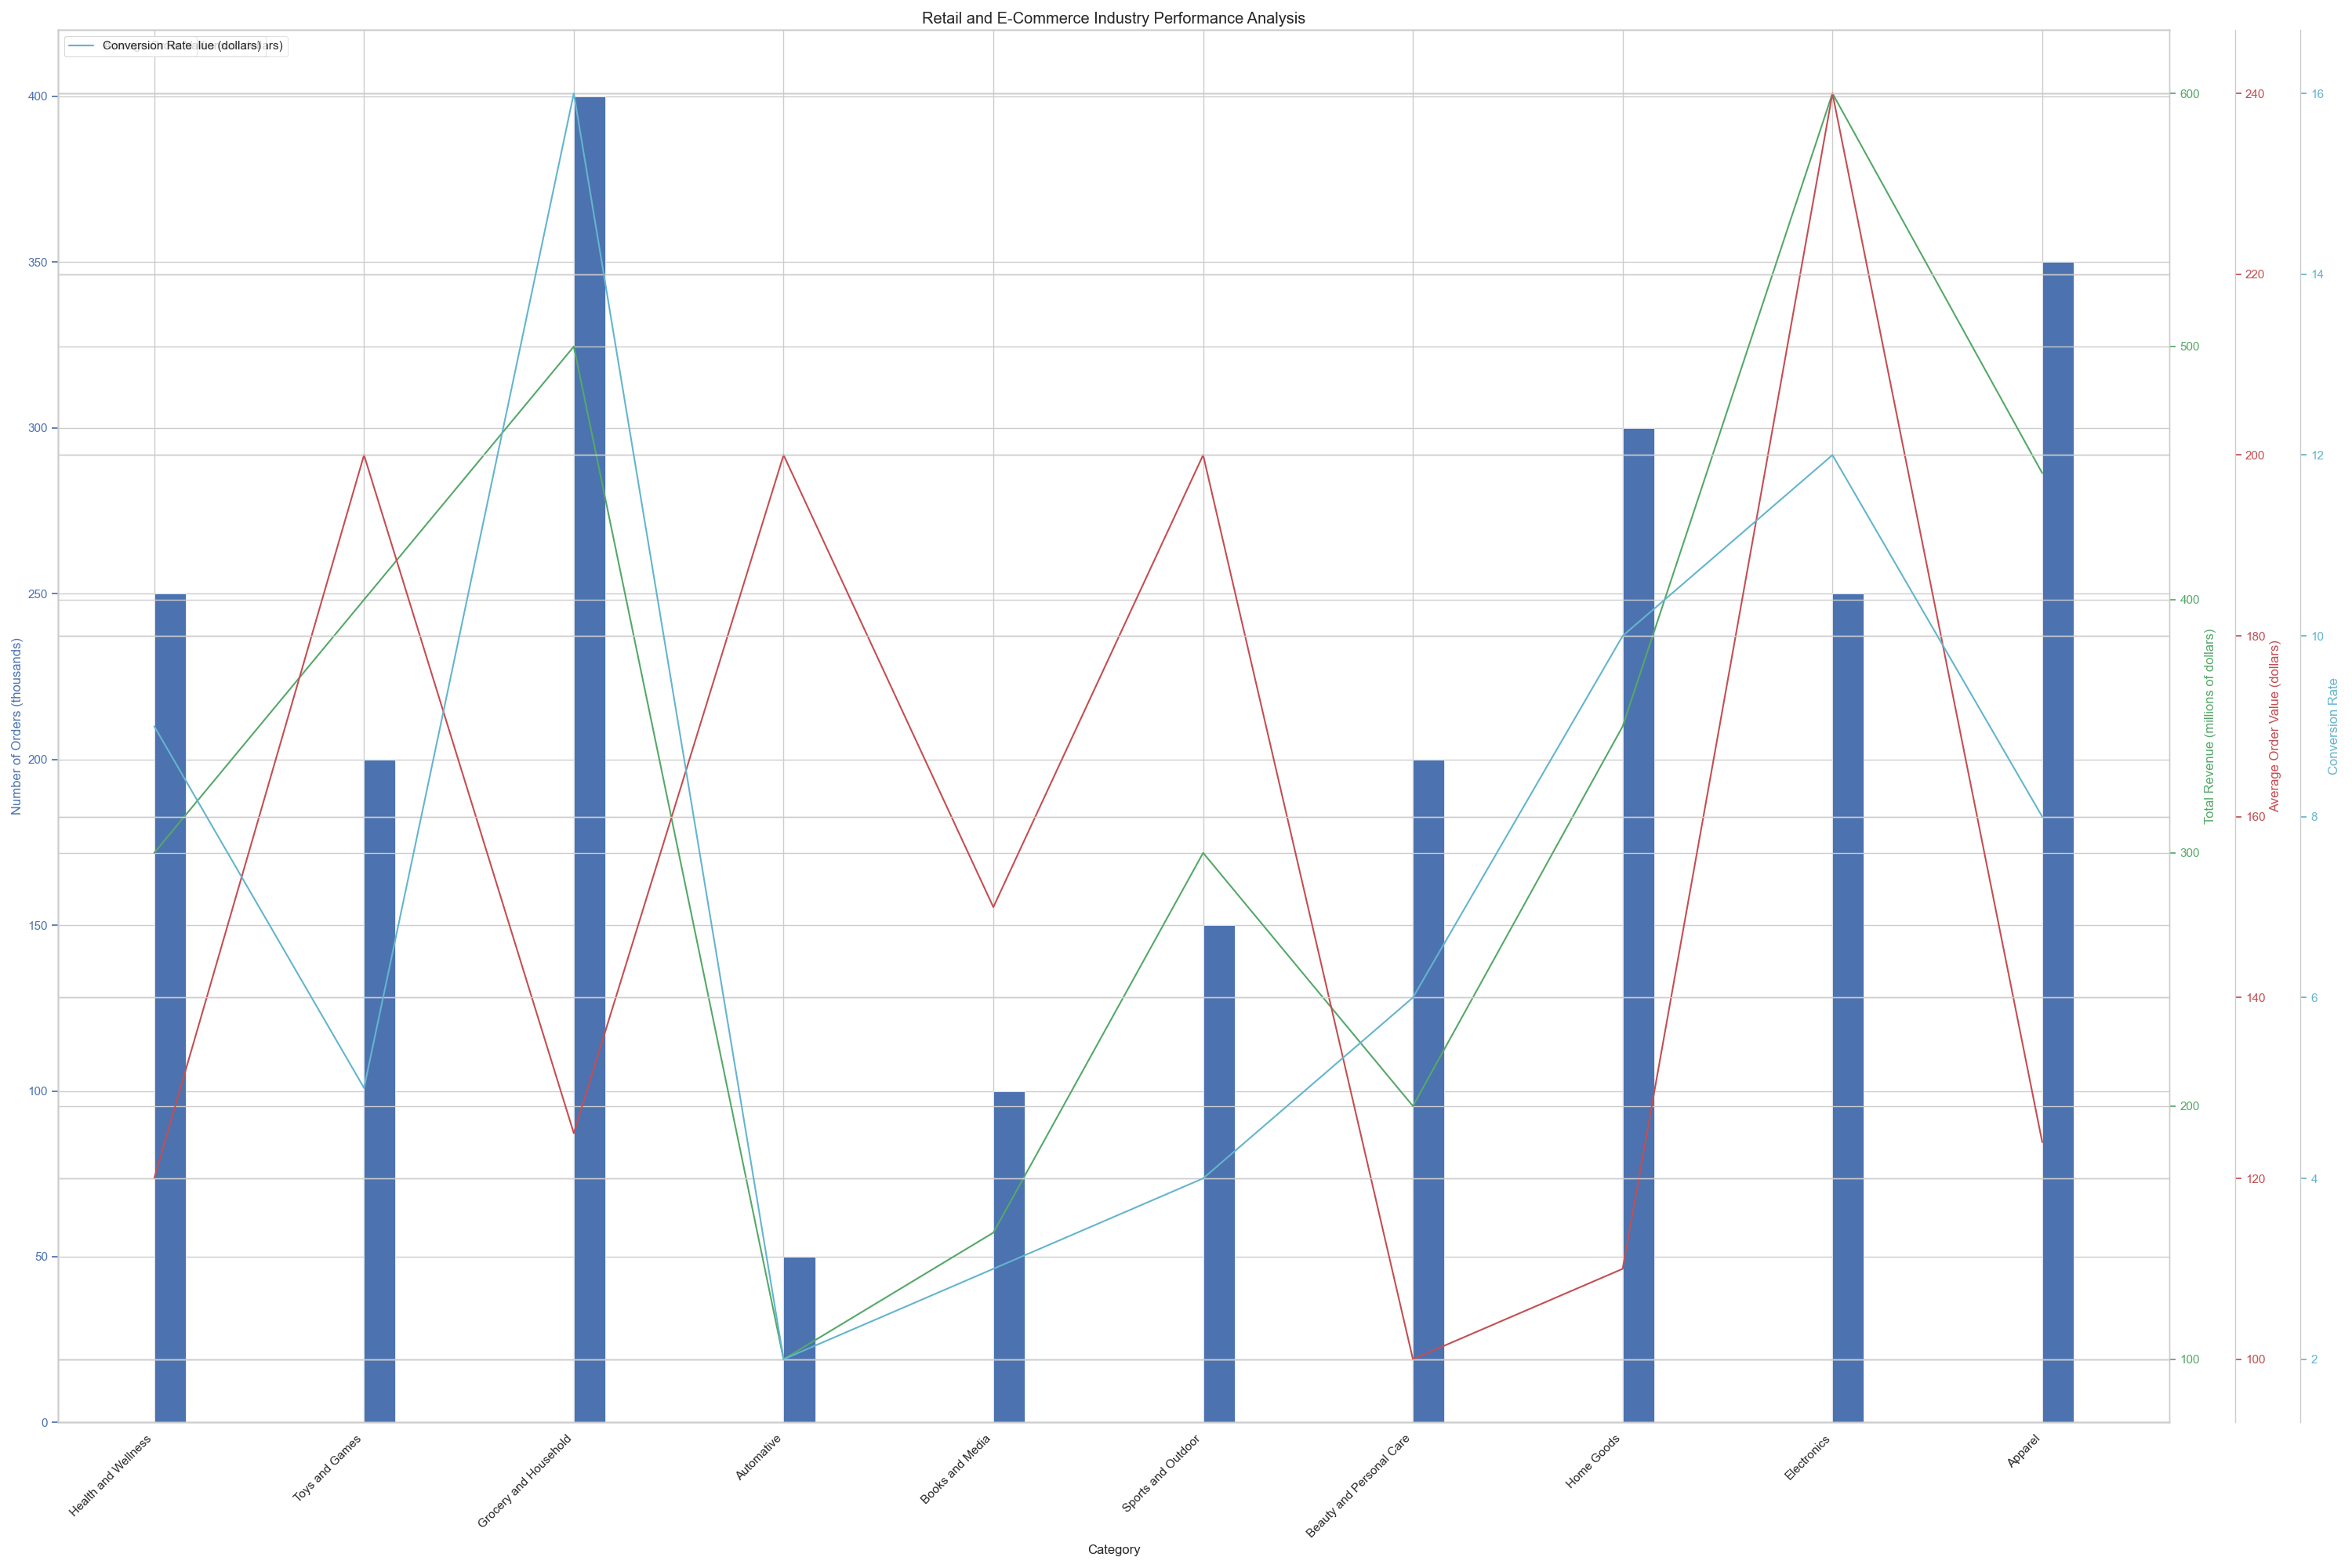 Retail and E-Commerce Industry Performance Analysis
Conversion Rate lue (dollars) ars)
Number of Orders (thousands)
400
350
300
250
200
150
100
50
0
600
500
400
300
200
100
Total Revenue (millions of dollars)
240
220
200
180
160
140
120
100
Average Order Value (dollars)
16
14
12
10
8
6
4
2
Conversion Rate
Health and Wellness
Toys and Games
Grocery and Household
Automative
Books and Media
Sports and Outdoor
Beauty and Personal Care
Home Goods
Electronics
Apparel
Category